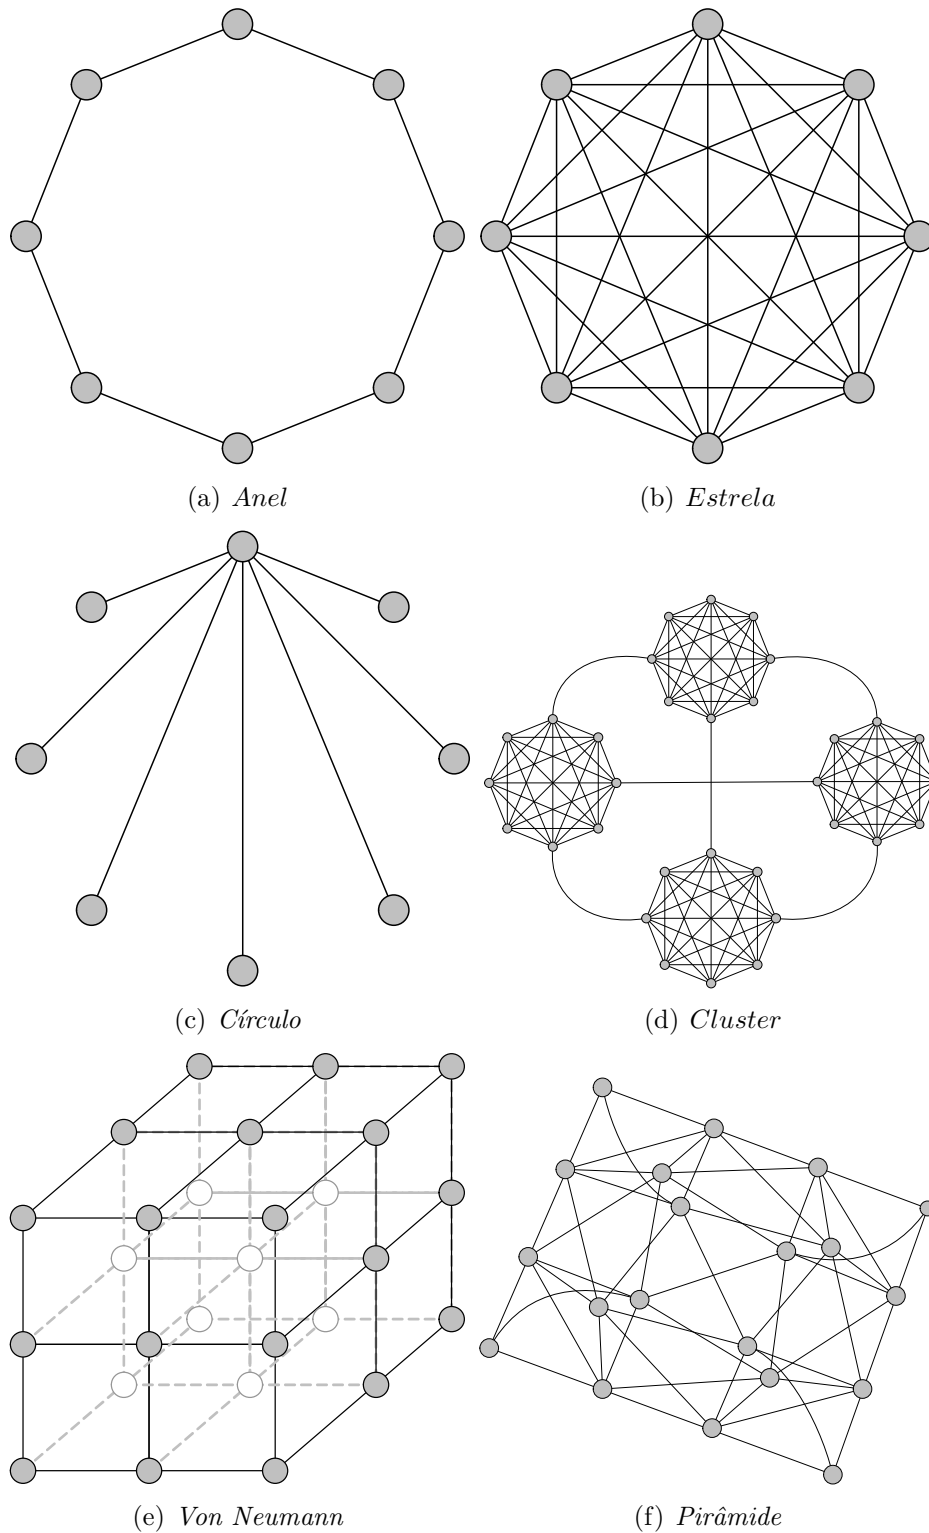 (a) Anel
(b) Estrela
(c) Círculo
(d) Cluster
(e) Von Neumann
(f) Pirâmide